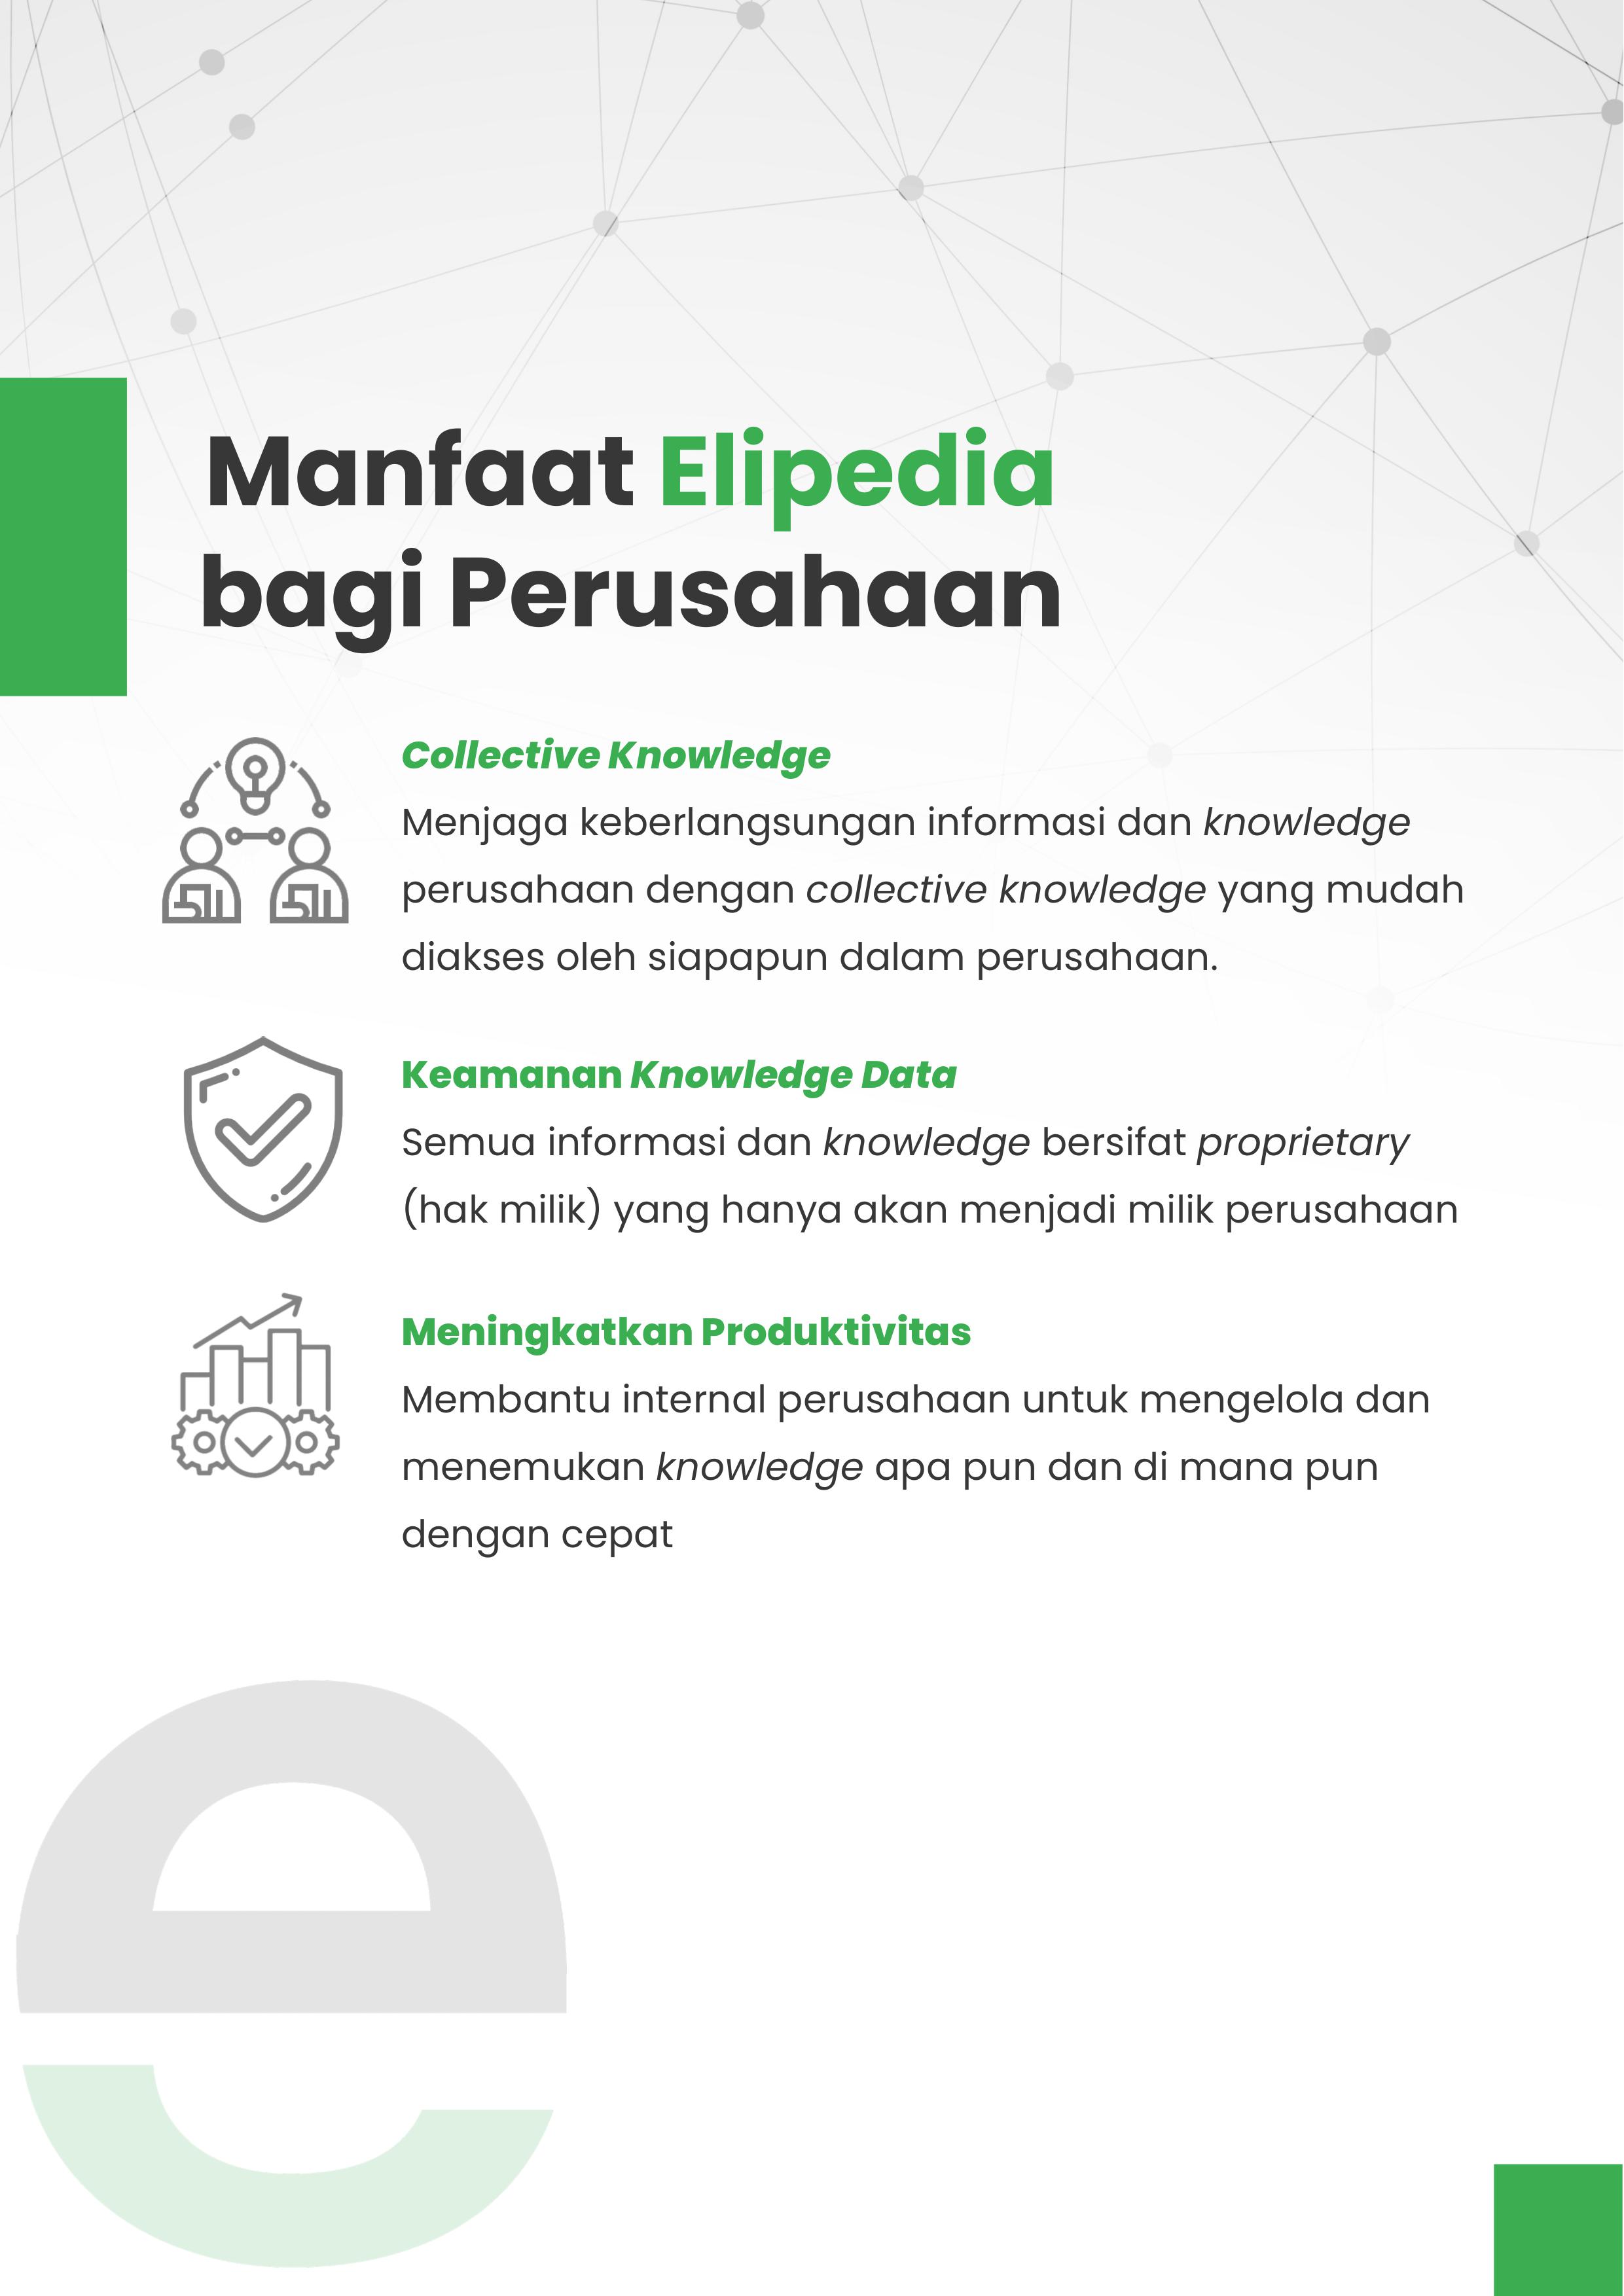 Manfaat Elipedia
bagi Perusahaan
Collective Knowledge
Menjaga keberlangsungan informasi dan knowledge
perusahaan dengan collective knowledge yang mudah
diakses oleh siapapun dalam perusahaan.
Keamanan Knowledge Data
Semua informasi dan knowledge bersifat proprietary
(hak milik) yang hanya akan menjadi milik perusahaan
Meningkatkan Produktivitas
Membantu internal perusahaan untuk mengelola dan
menemukan knowledge apa pun dan di mana pun
dengan cepat
e